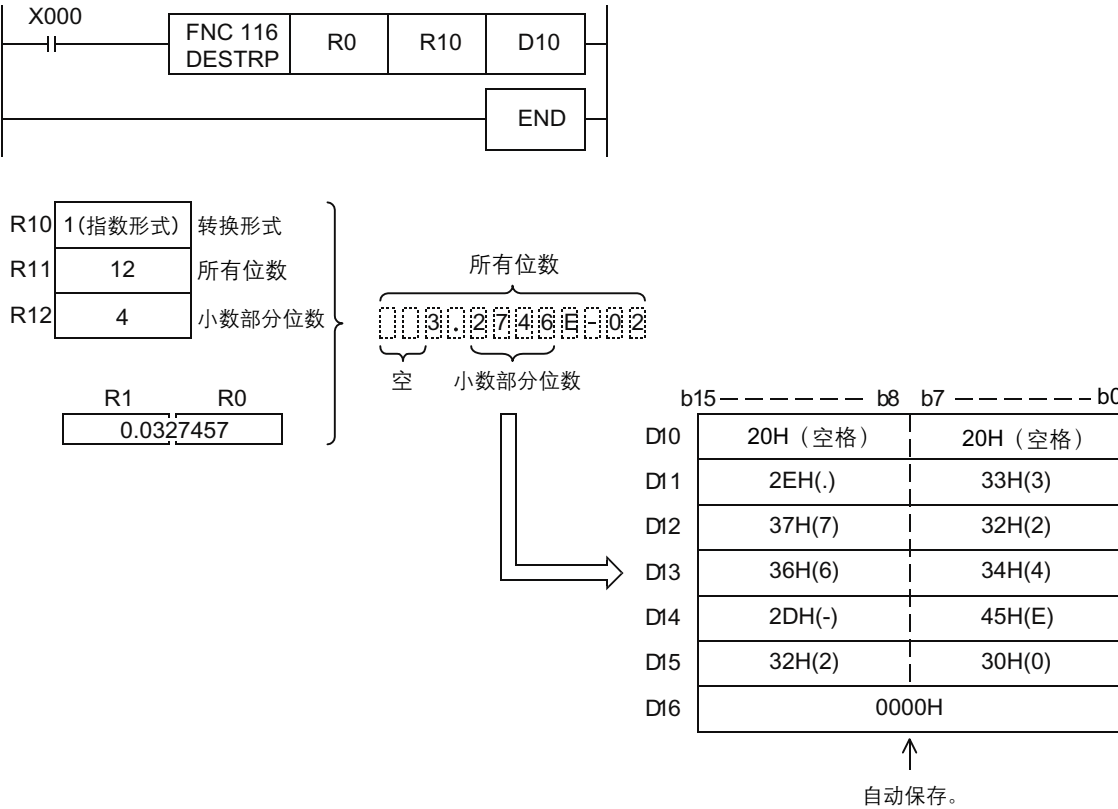 X000
FNC 116 DESTRP R0 R10 D10
END
R10 1(指数形式) 转换形式
R11 12 所有位数
R12 4 小数部分位数
所有位数
3.2746E-02
空 小数部分位数
R1 R0
0.0327457
b15 b8 b7 b0
D10 20H（空格） 20H（空格）
D11 2EH(.) 33H(3)
D12 37H(7) 32H(2)
D13 36H(6) 34H(4)
D14 2DH(-) 45H(E)
D15 32H(2) 30H(0)
D16 0000H
自动保存。